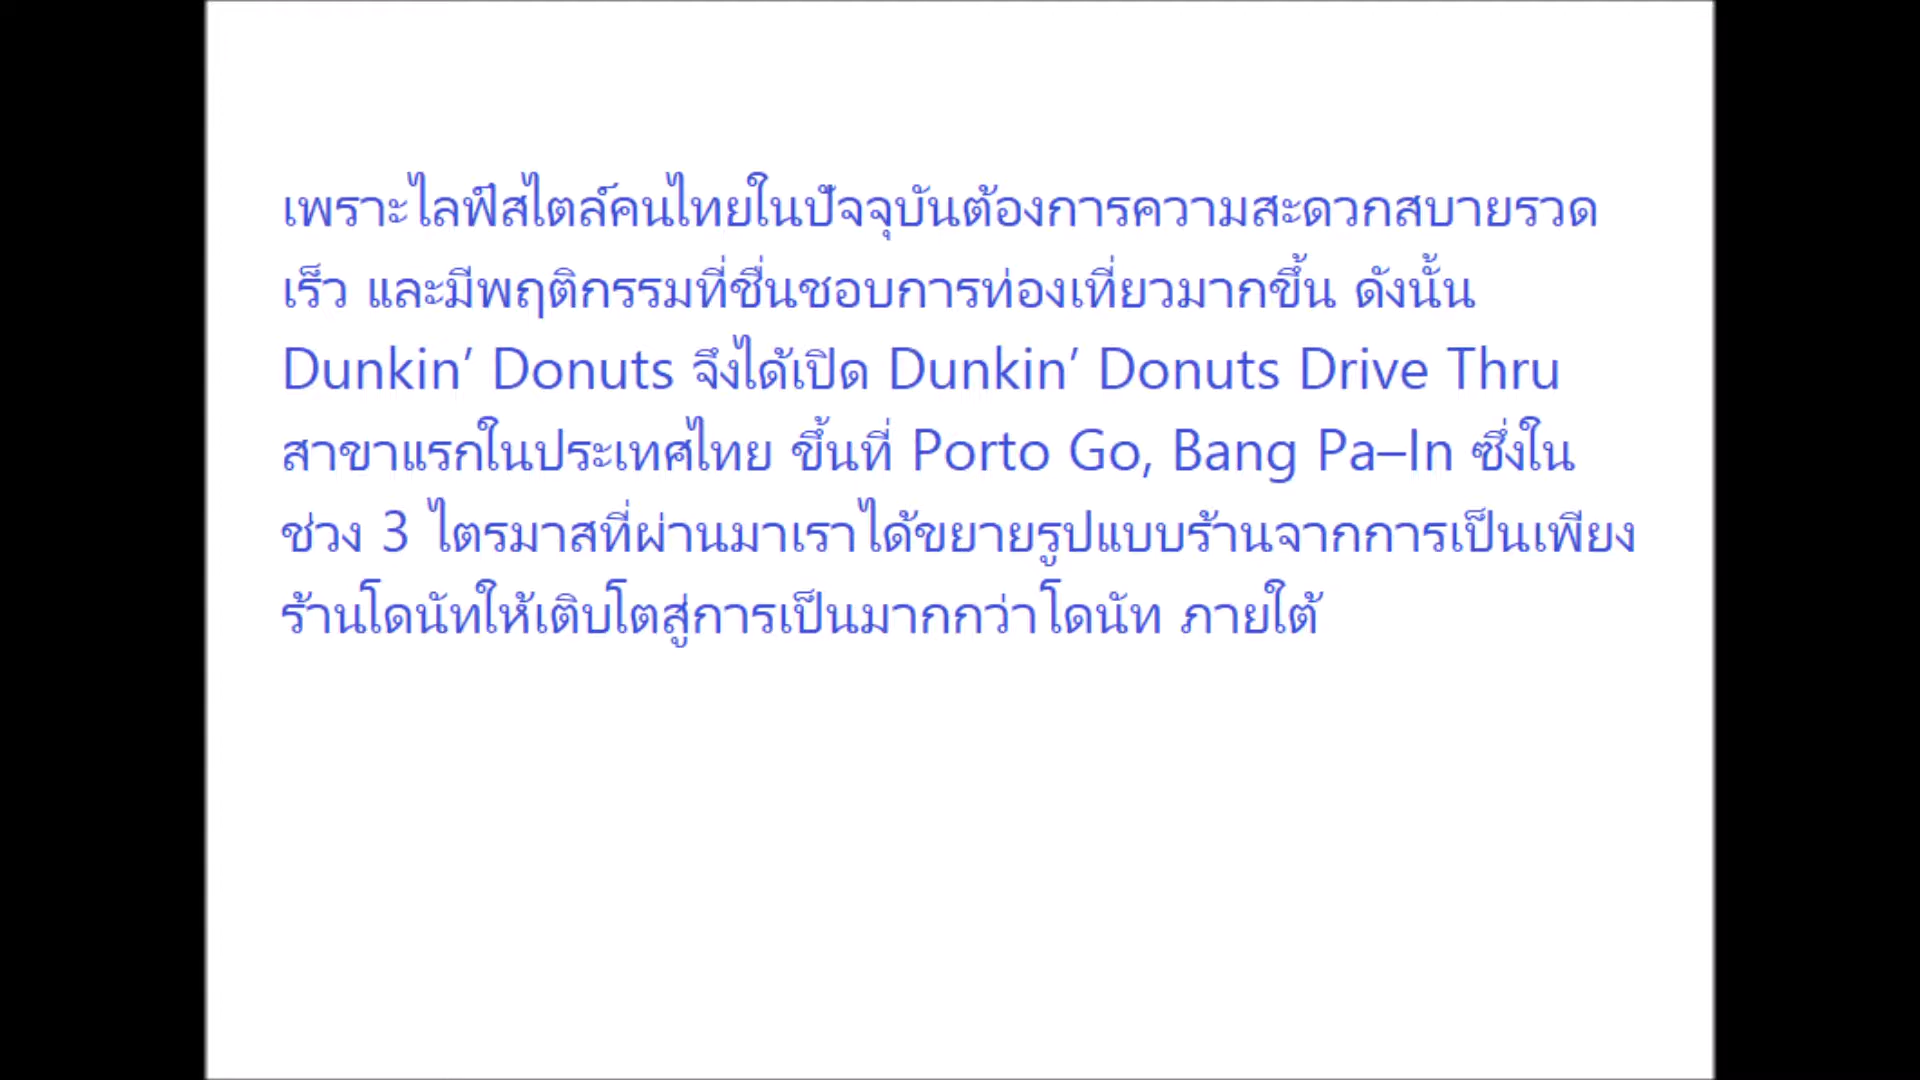 เพราะไลฟ์สไตล์คนไทยในปัจจุบันต้องการความสะดวกสบายรวด
เร็ว และมีพฤติกรรมที่ชื่นชอบการท่องเที่ยวมากขึ้น ดังนั้น
Dunkin’ Donuts จึงได้เปิด Dunkin’ Donuts Drive Thru
สาขาแรกในประเทศไทย ขึ้นที่ Porto Go, Bang Pa–In ซึ่งใน
ช่วง 3 ไตรมาสที่ผ่านมาเราได้ขยายรูปแบบร้านจากการเป็นเพียง
ร้านโดนัทให้เติบโตสู่การเป็นมากกว่าโดนัท ภายใต้